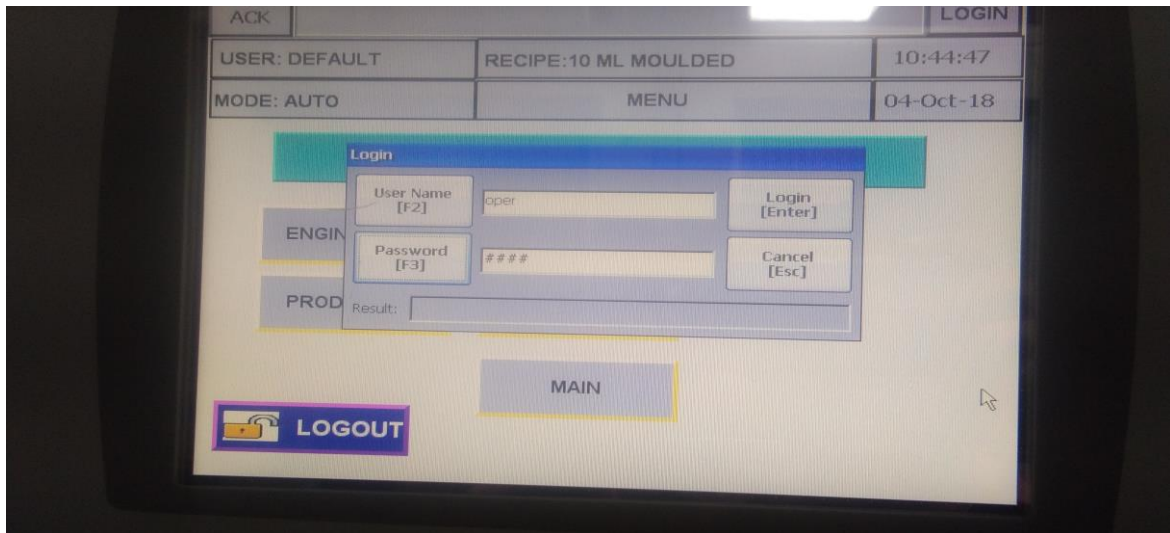 ACK
LOGIN
USER: DEFAULT
RECIPE:10 ML MOULDED
10:44:47
MODE: AUTO
MENU
04-Oct-18
Login
User Name
[F2]
oper
Login
[Enter]
ENGIN
Password
[F3]
####
Cancel
[Esc]
PROD
Result:
MAIN
LOGOUT